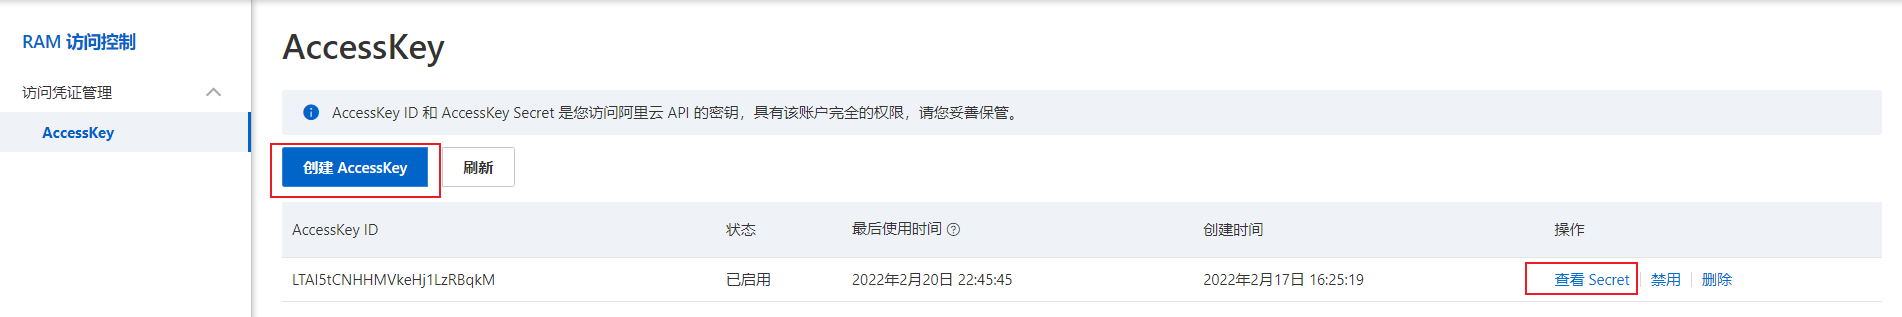 RAM 访问控制
访问凭证管理
AccessKey
AccessKey
AccessKey ID 和 AccessKey Secret 是您访问阿里云 API 的密钥，具有该账户完全的权限，请您妥善保管。
创建 AccessKey 刷新
AccessKey ID 状态 最后使用时间 创建时间 操作
LTAI5tCNHHMVkeHj1LzRBqkM 已启用 2022年2月20日 22:45:45 2022年2月17日 16:25:19 查看 Secret 禁用 删除